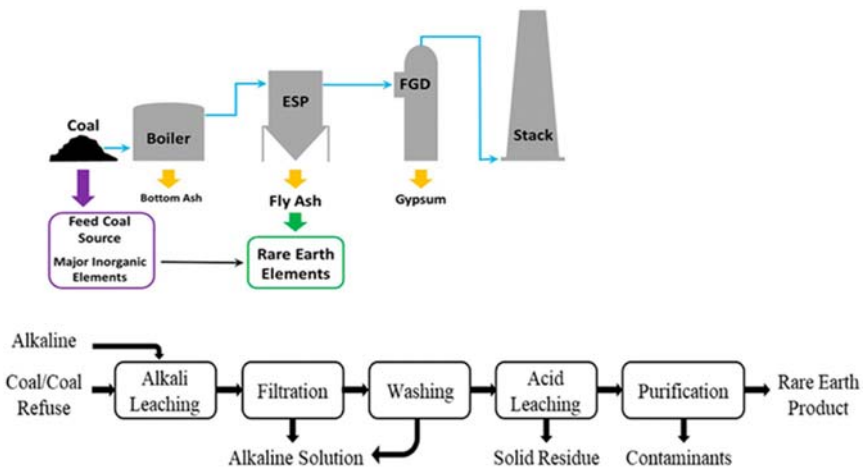 Coal
Boiler
ESP
FGD
Stack
Bottom Ash
Fly Ash
Gypsum
Feed Coal
Source
Major Inorganic
Elements
Rare Earth
Elements
Alkaline
Coal/Coal
Refuse
Alkali
Leaching
Filtration
Washing
Acid
Leaching
Purification
Rare Earth
Product
Alkaline Solution
Solid Residue
Contaminants